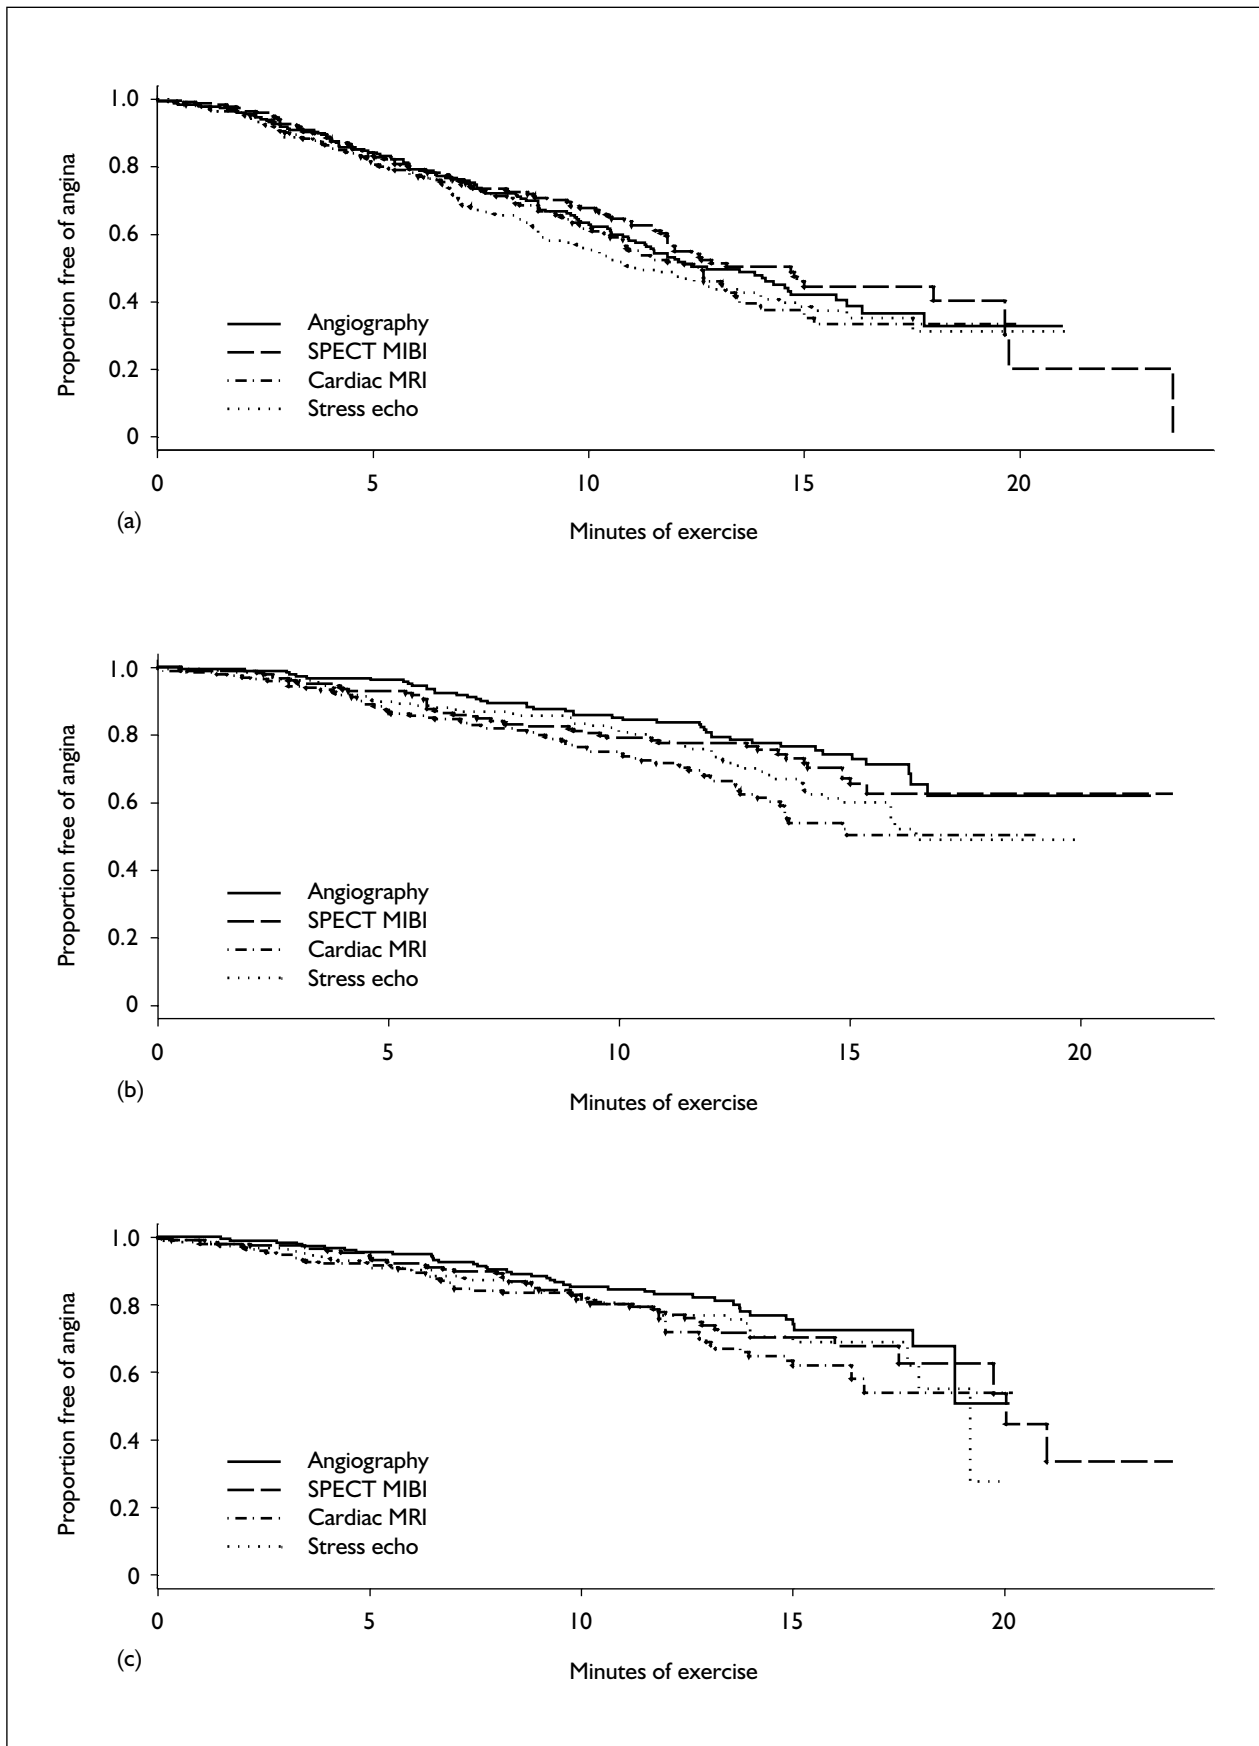 1.0
0.8
0.6
0.4
0.2
0
Proportion free of angina
Angiography
SPECT MIBI
Cardiac MRI
Stress echo
0 5 10 15 20
(a)
Minutes of exercise
1.0
0.8
0.6
0.4
0.2
0
Proportion free of angina
Angiography
SPECT MIBI
Cardiac MRI
Stress echo
0 5 10 15 20
(b)
Minutes of exercise
1.0
0.8
0.6
0.4
0.2
0
Proportion free of angina
Angiography
SPECT MIBI
Cardiac MRI
Stress echo
0 5 10 15 20
(c)
Minutes of exercise